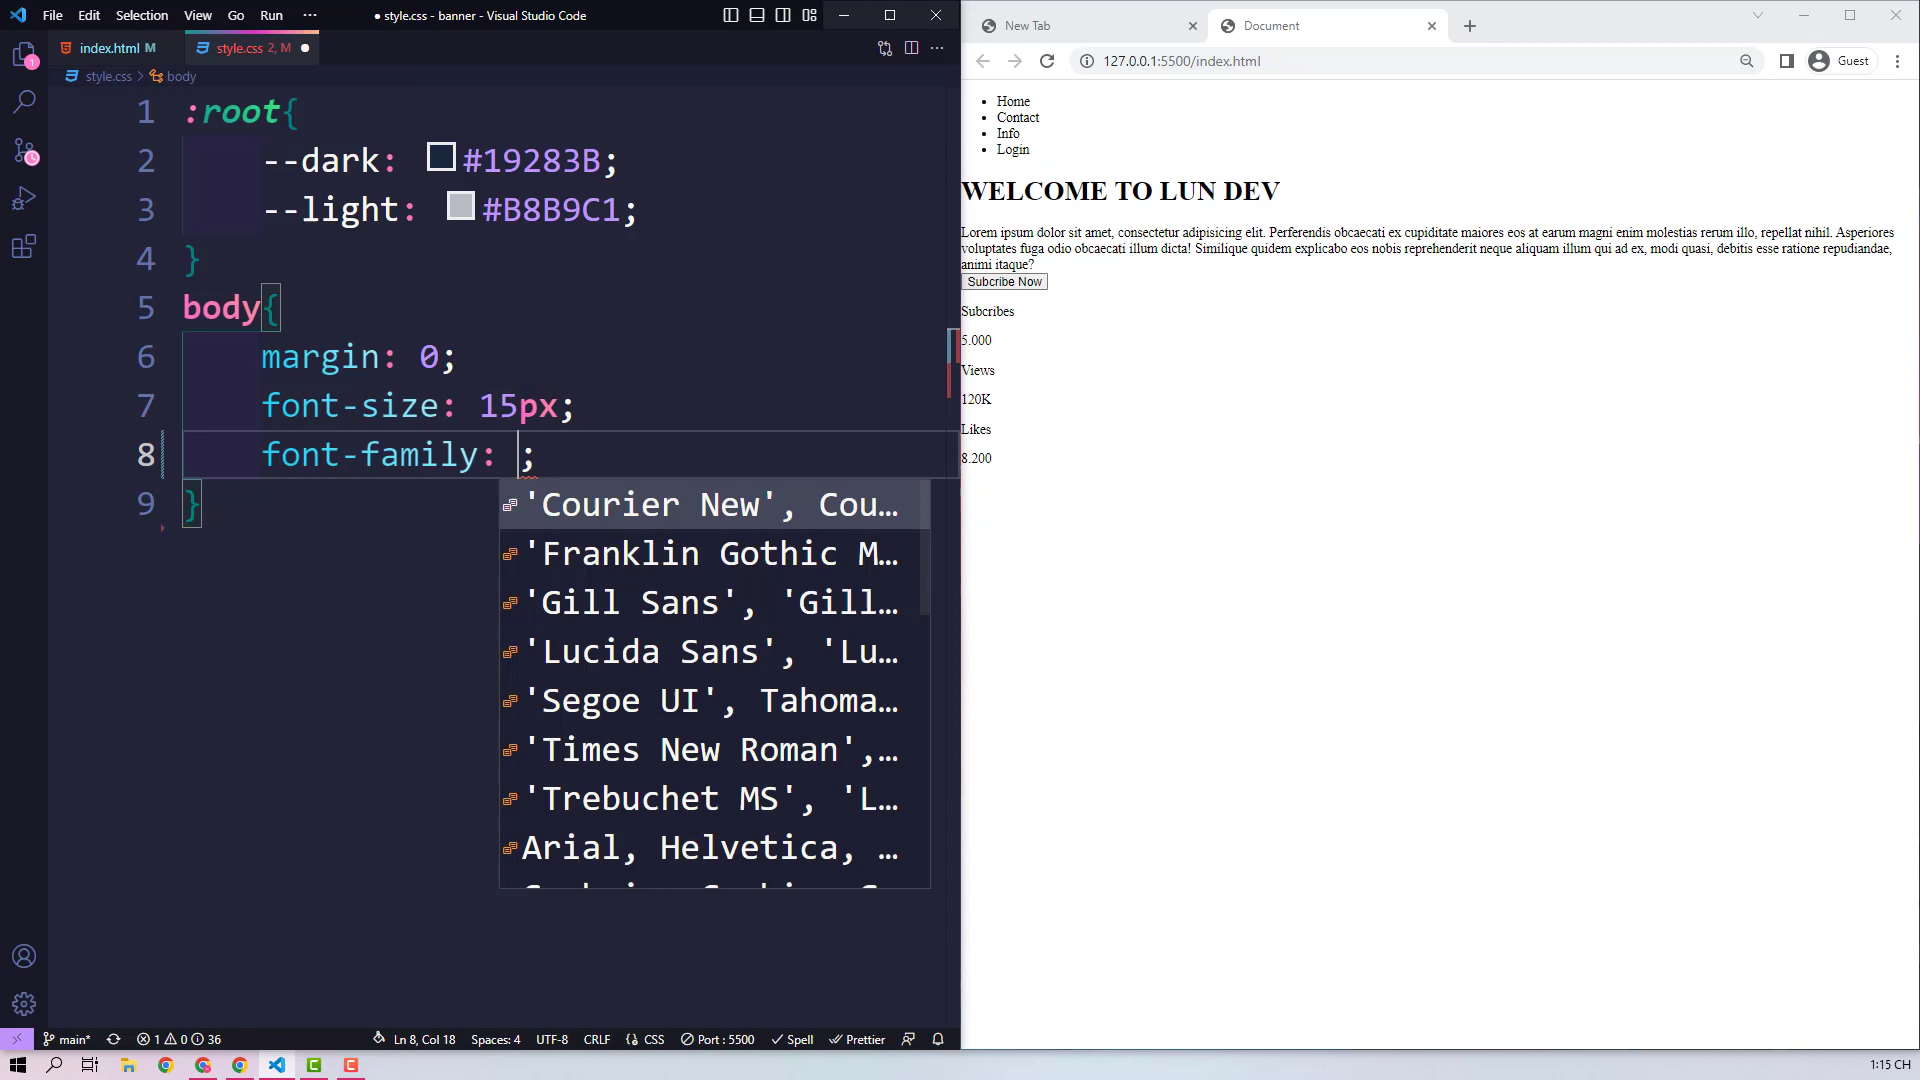 File Edit Selection View Go Run ··· ● style.css - banner - Visual Studio Code
index.html M style.css 2, M ●
style.css > body
1 :root{
2 --dark: #19283B;
3 --light: #B8B9C1;
4 }
5 body{
6 margin: 0;
7 font-size: 15px;
8 font-family: ;
9 }
'Courier New', Cou…
'Franklin Gothic M…
'Gill Sans', 'Gill…
'Lucida Sans', 'Lu…
'Segoe UI', Tahoma…
'Times New Roman',…
'Trebuchet MS', 'L…
Arial, Helvetica, …
1
main* 1 0 36 Ln 8, Col 18 Spaces: 4 UTF-8 CRLF CSS Port : 5500 Spell Prettier
New Tab
Document
127.0.0.1:5500/index.html
Guest
• Home
• Contact
• Info
• Login
WELCOME TO LUN DEV
Lorem ipsum dolor sit amet, consectetur adipisicing elit. Perferendis obcaecati ex cupiditate maiores eos at earum magni enim molestias rerum illo, repellat nihil. Asperiores
voluptates fuga odio obcaecati illum dicta! Similique quidem explicabo eos nobis reprehenderit neque aliquam illum qui ad ex, modi quasi, debitis esse ratione repudiandae,
animi itaque?
Subcribe Now
Subcribes
5.000
Views
120K
Likes
8.200
1:15 CH